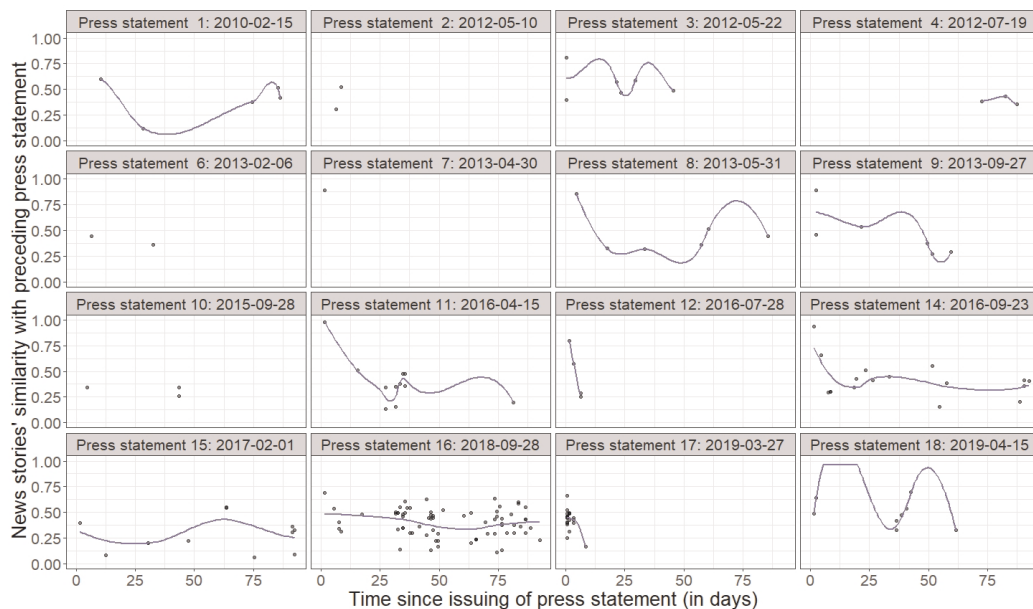 Press statement 1: 2010-02-15
Press statement 2: 2012-05-10
Press statement 3: 2012-05-22
Press statement 4: 2012-07-19
1.00
0.75
0.50
0.25
0.00
Press statement 6: 2013-02-06
Press statement 7: 2013-04-30
Press statement 8: 2013-05-31
Press statement 9: 2013-09-27
1.00
0.75
0.50
0.25
0.00
Press statement 10: 2015-09-28
Press statement 11: 2016-04-15
Press statement 12: 2016-07-28
Press statement 14: 2016-09-23
1.00
0.75
0.50
0.25
0.00
Press statement 15: 2017-02-01
Press statement 16: 2018-09-28
Press statement 17: 2019-03-27
Press statement 18: 2019-04-15
1.00
0.75
0.50
0.25
0.00
0 25 50 75
0 25 50 75
0 25 50 75
0 25 50 75
News stories' similarity with preceding press statement
Time since issuing of press statement (in days)